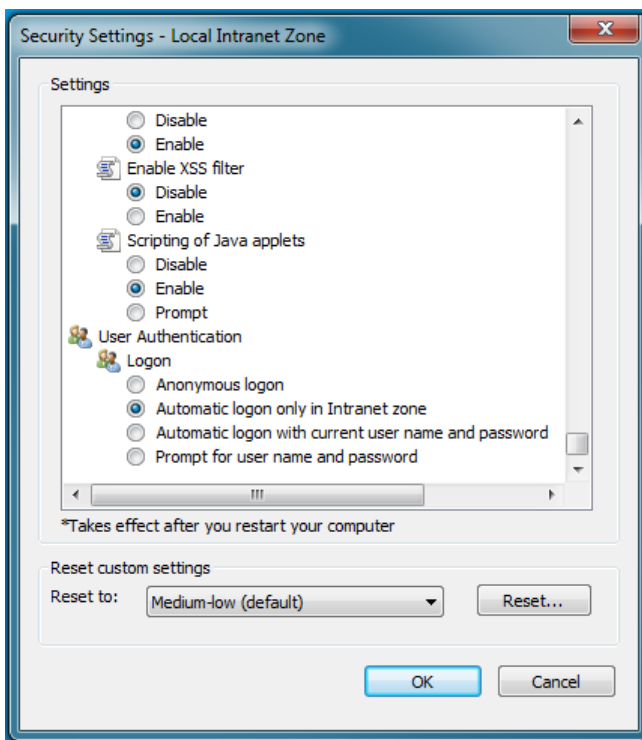 Security Settings - Local Intranet Zone
Settings
Disable
Enable
Enable XSS filter
Disable
Enable
Scripting of Java applets
Disable
Enable
Prompt
User Authentication
Logon
Anonymous logon
Automatic logon only in Intranet zone
Automatic logon with current user name and password
Prompt for user name and password
*Takes effect after you restart your computer
Reset custom settings
Reset to: Medium-low (default) Reset...
OK Cancel